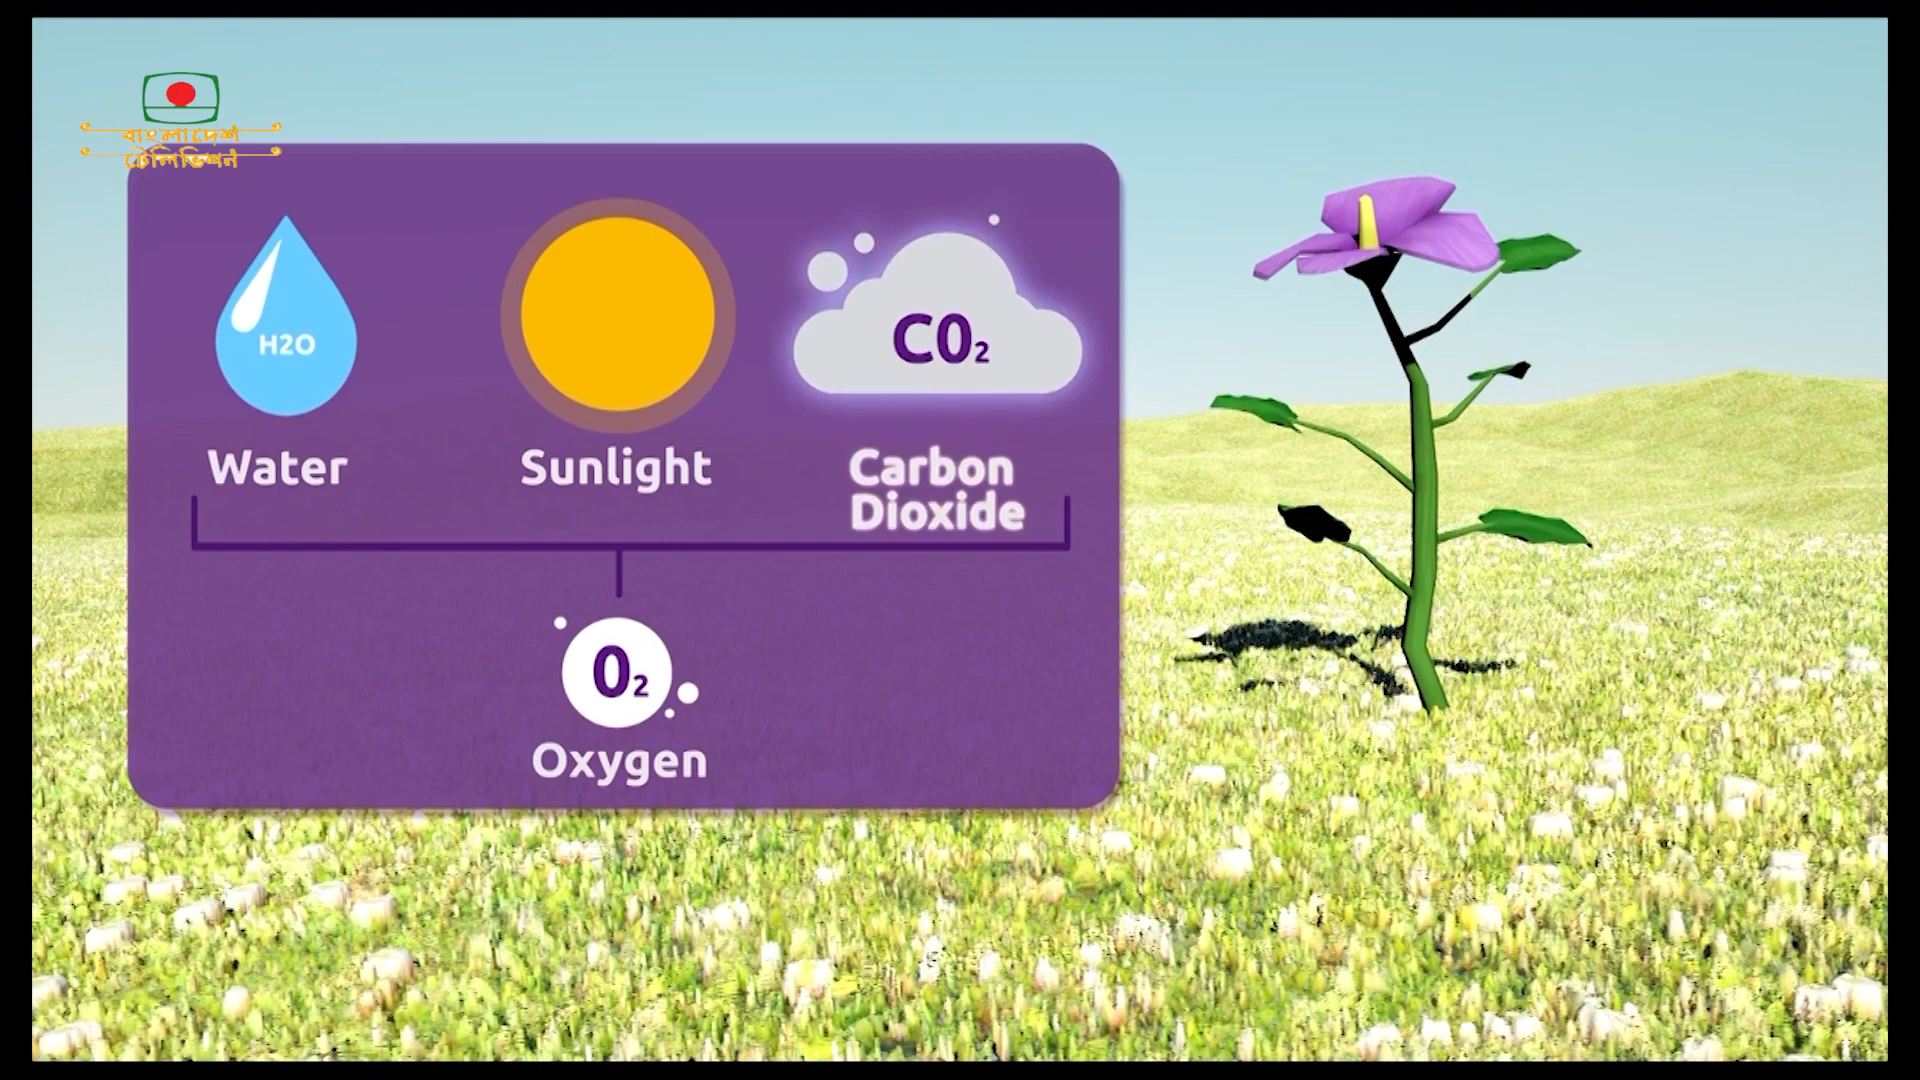 বাংলাদেশ
টেলিভিশন
H2O
C0₂
Water
Sunlight
Carbon
Dioxide
0₂
Oxygen